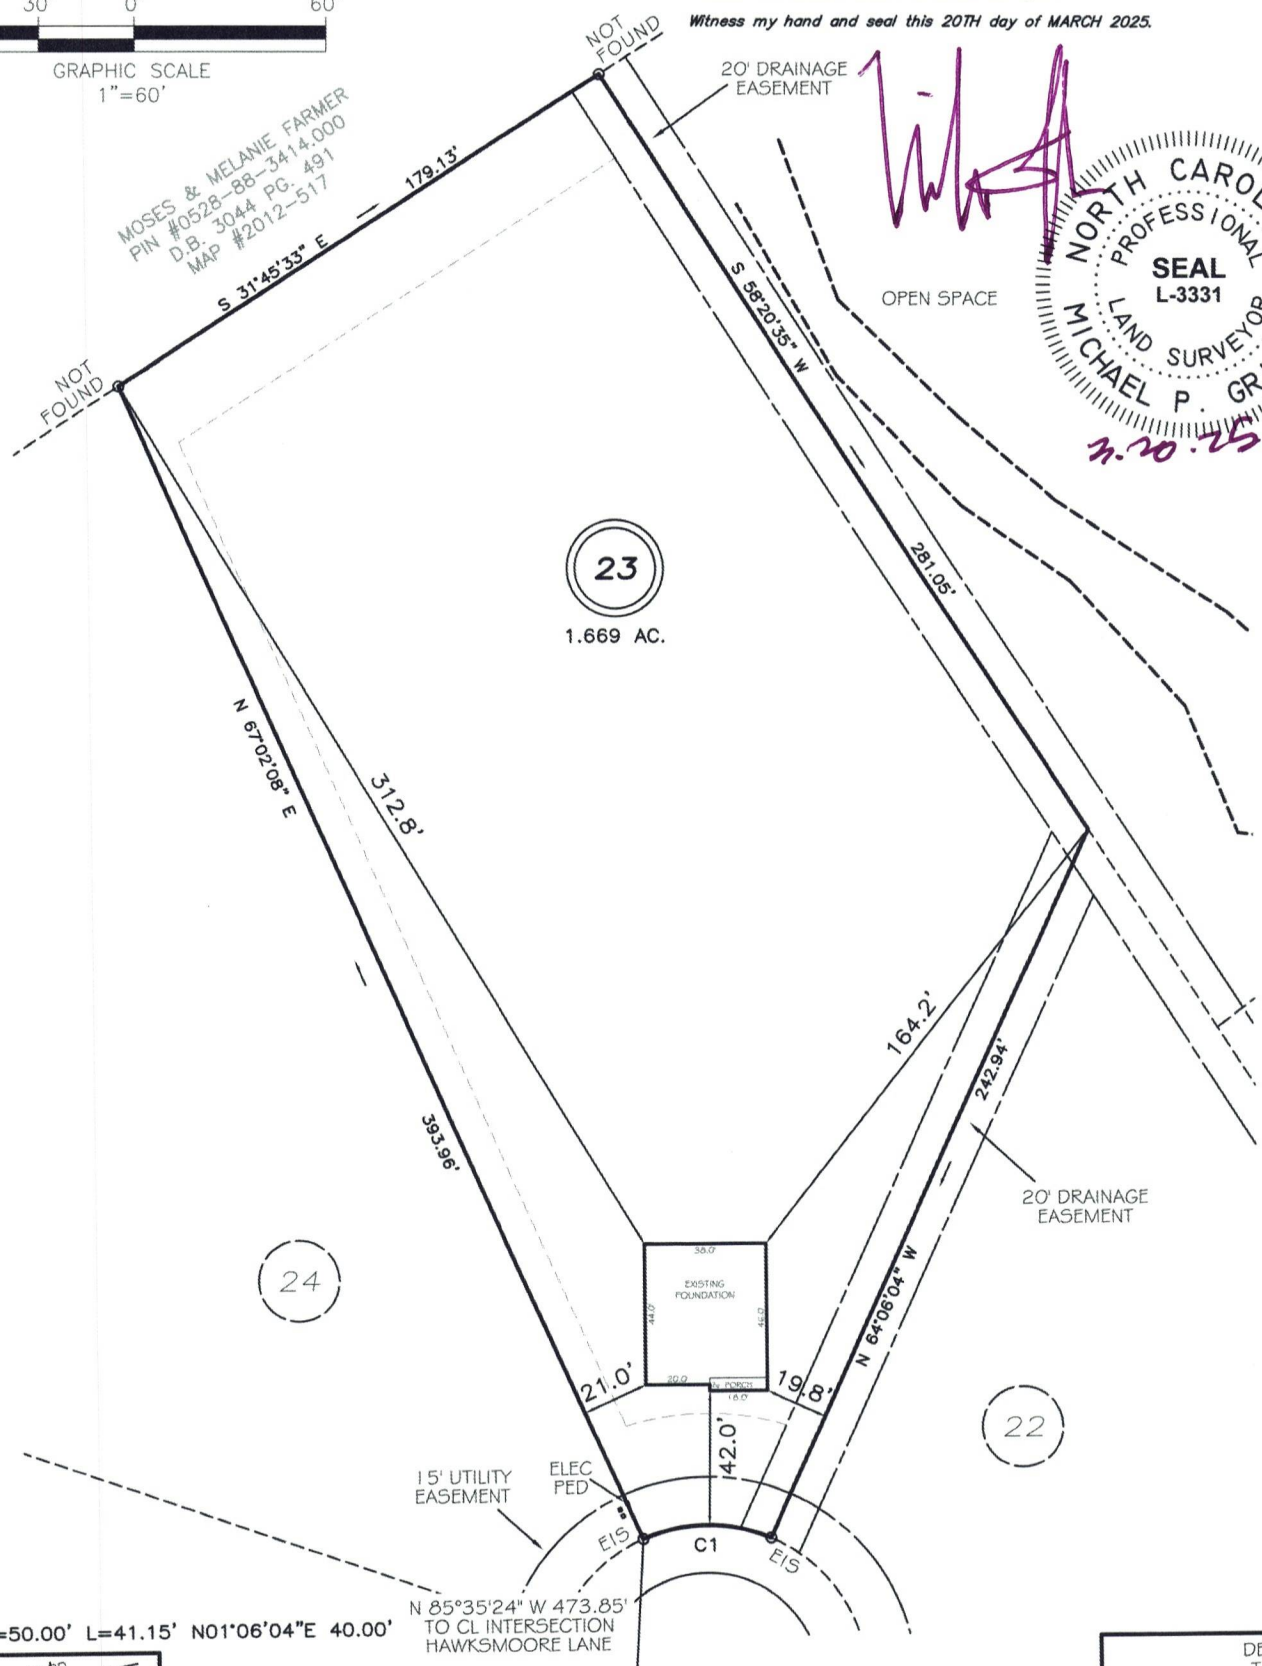 30 0 60
GRAPHIC SCALE
1"=60'
Witness my hand and seal this 20TH day of MARCH 2025.
NOT
FOUND
20' DRAINAGE
EASEMENT
MOSES & MELANIE FARMER
PIN #0528-88-3414.000
D.B. 3044 PG. 491
MAP #2012-517
S 31°45'33" E
179.13'
NORTH CAROL
PROFESSIONAL
SEAL
L-3331
LAND SURVEYOR
MICHAEL P. GR
3.20.25
OPEN SPACE
S 58°20'35" W
281.05'
NOT
FOUND
23
1.669 AC.
N 67°02'08" E
393.96'
312.8'
164.2'
242.94'
N 64°06'04" W
20' DRAINAGE
EASEMENT
24
38.0'
EXISTING
FOUNDATION
44.0'
46.0'
20.0'
PORCH
18.0'
21.0'
19.8'
42.0'
22
15' UTILITY
EASEMENT
ELEC
PED
EIS
C1
EIS
N 85°35'24" W 473.85'
TO CL INTERSECTION
HAWKSMOORE LANE
=50.00' L=41.15' N01°06'04"E 40.00'
DE